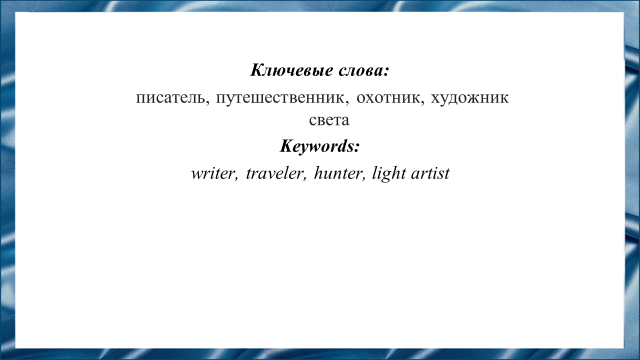 Ключевые слова:
писатель, путешественник, охотник, художник
света
Keywords:
writer, traveler, hunter, light artist